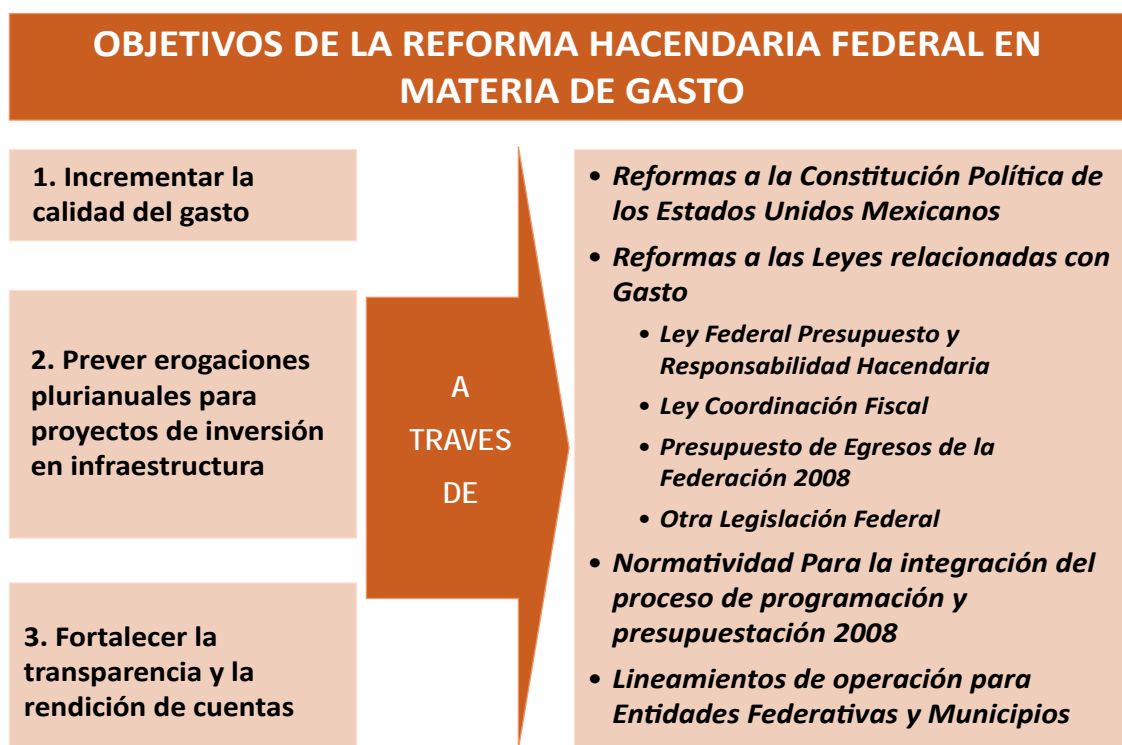 OBJETIVOS DE LA REFORMA HACENDARIA FEDERAL EN
MATERIA DE GASTO
1. Incrementar la
calidad del gasto
2. Prever erogaciones
plurianuales para
proyectos de inversión
en infraestructura
3. Fortalecer la
transparencia y la
rendición de cuentas
A
TRAVES
DE
• Reformas a la Constitución Política de
los Estados Unidos Mexicanos
• Reformas a las Leyes relacionadas con
Gasto
• Ley Federal Presupuesto y
Responsabilidad Hacendaria
• Ley Coordinación Fiscal
• Presupuesto de Egresos de la
Federación 2008
• Otra Legislación Federal
• Normatividad Para la integración del
proceso de programación y
presupuestación 2008
• Lineamientos de operación para
Entidades Federativas y Municipios